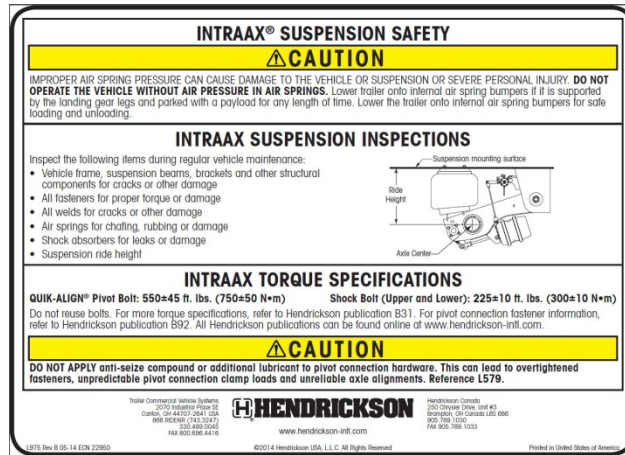 INTRAAX® SUSPENSION SAFETY
⚠CAUTION
IMPROPER AIR SPRING PRESSURE CAN CAUSE DAMAGE TO THE VEHICLE OR SUSPENSION OR SEVERE PERSONAL INJURY. DO NOT
OPERATE THE VEHICLE WITHOUT AIR PRESSURE IN AIR SPRINGS. Lower trailer onto internal air spring bumpers if it is supported
by the landing gear legs and parked with a payload for any length of time. Lower the trailer onto internal air spring bumpers for safe
loading and unloading.
INTRAAX SUSPENSION INSPECTIONS
Inspect the following items during regular vehicle maintenance:
• Vehicle frame, suspension beams, brackets and other structural
components for cracks or other damage
• All fasteners for proper torque or damage
• All welds for cracks or other damage
• Air springs for chafing, rubbing or damage
• Shock absorbers for leaks or damage
• Suspension ride height
Suspension mounting surface
Ride
Height
Axle Center
INTRAAX TORQUE SPECIFICATIONS
QUIK-ALIGN® Pivot Bolt: 550±45 ft. lbs. (750±50 N•m) Shock Bolt (Upper and Lower): 225±10 ft. lbs. (300±10 N•m)
Do not reuse bolts. For more torque specifications, refer to Hendrickson publication B31. For pivot connection fastener information,
refer to Hendrickson publication B92. All Hendrickson publications can be found online at www.hendrickson-intl.com.
⚠CAUTION
DO NOT APPLY anti-seize compound or additional lubricant to pivot connection hardware. This can lead to overtightened
fasteners, unpredictable pivot connection clamp loads and unreliable axle alignments. Reference L579.
Trailer Commercial Vehicle Systems
2070 Industrial Place SE
Canton, OH 44707-2641 USA
866.RIDEAIR (743.3247)
330.489.0045
FAX 800.696.4416
HENDRICKSON
www.hendrickson-intl.com
Hendrickson Canada
250 Chrysler Drive, Unit #3
Brampton, ON Canada L6S 6B6
905.789.1030
FAX 905.789.1033
L975 Rev B 05-14 ECN 22950
©2014 Hendrickson USA, L.L.C. All Rights Reserved
Printed in United States of America